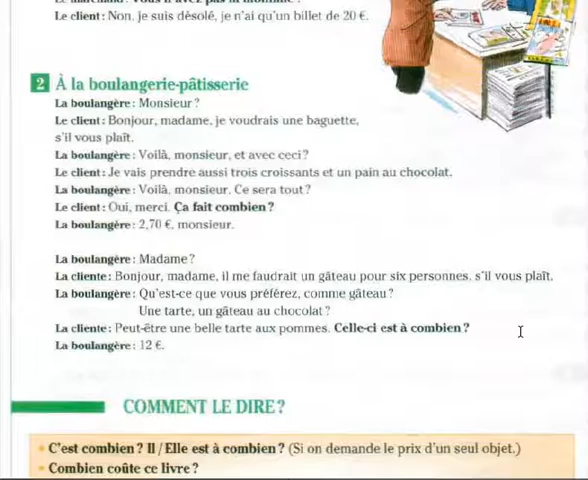 Le client : Non, je suis désolé, je n'ai qu'un billet de 20 €.
2 À la boulangerie-pâtisserie
La boulangère : Monsieur ?
Le client : Bonjour, madame, je voudrais une baguette,
s'il vous plaît.
La boulangère : Voilà, monsieur, et avec ceci ?
Le client : Je vais prendre aussi trois croissants et un pain au chocolat.
La boulangère : Voilà, monsieur. Ce sera tout ?
Le client : Oui, merci. Ça fait combien ?
La boulangère : 2,70 €, monsieur.
La boulangère : Madame ?
La cliente : Bonjour, madame, il me faudrait un gâteau pour six personnes, s'il vous plaît.
La boulangère : Qu'est-ce que vous préférez, comme gâteau ?
Une tarte, un gâteau au chocolat ?
La cliente : Peut-être une belle tarte aux pommes. Celle-ci est à combien ?
La boulangère : 12 €.
COMMENT LE DIRE ?
• C'est combien ? Il / Elle est à combien ? (Si on demande le prix d'un seul objet.)
• Combien coûte ce livre ?